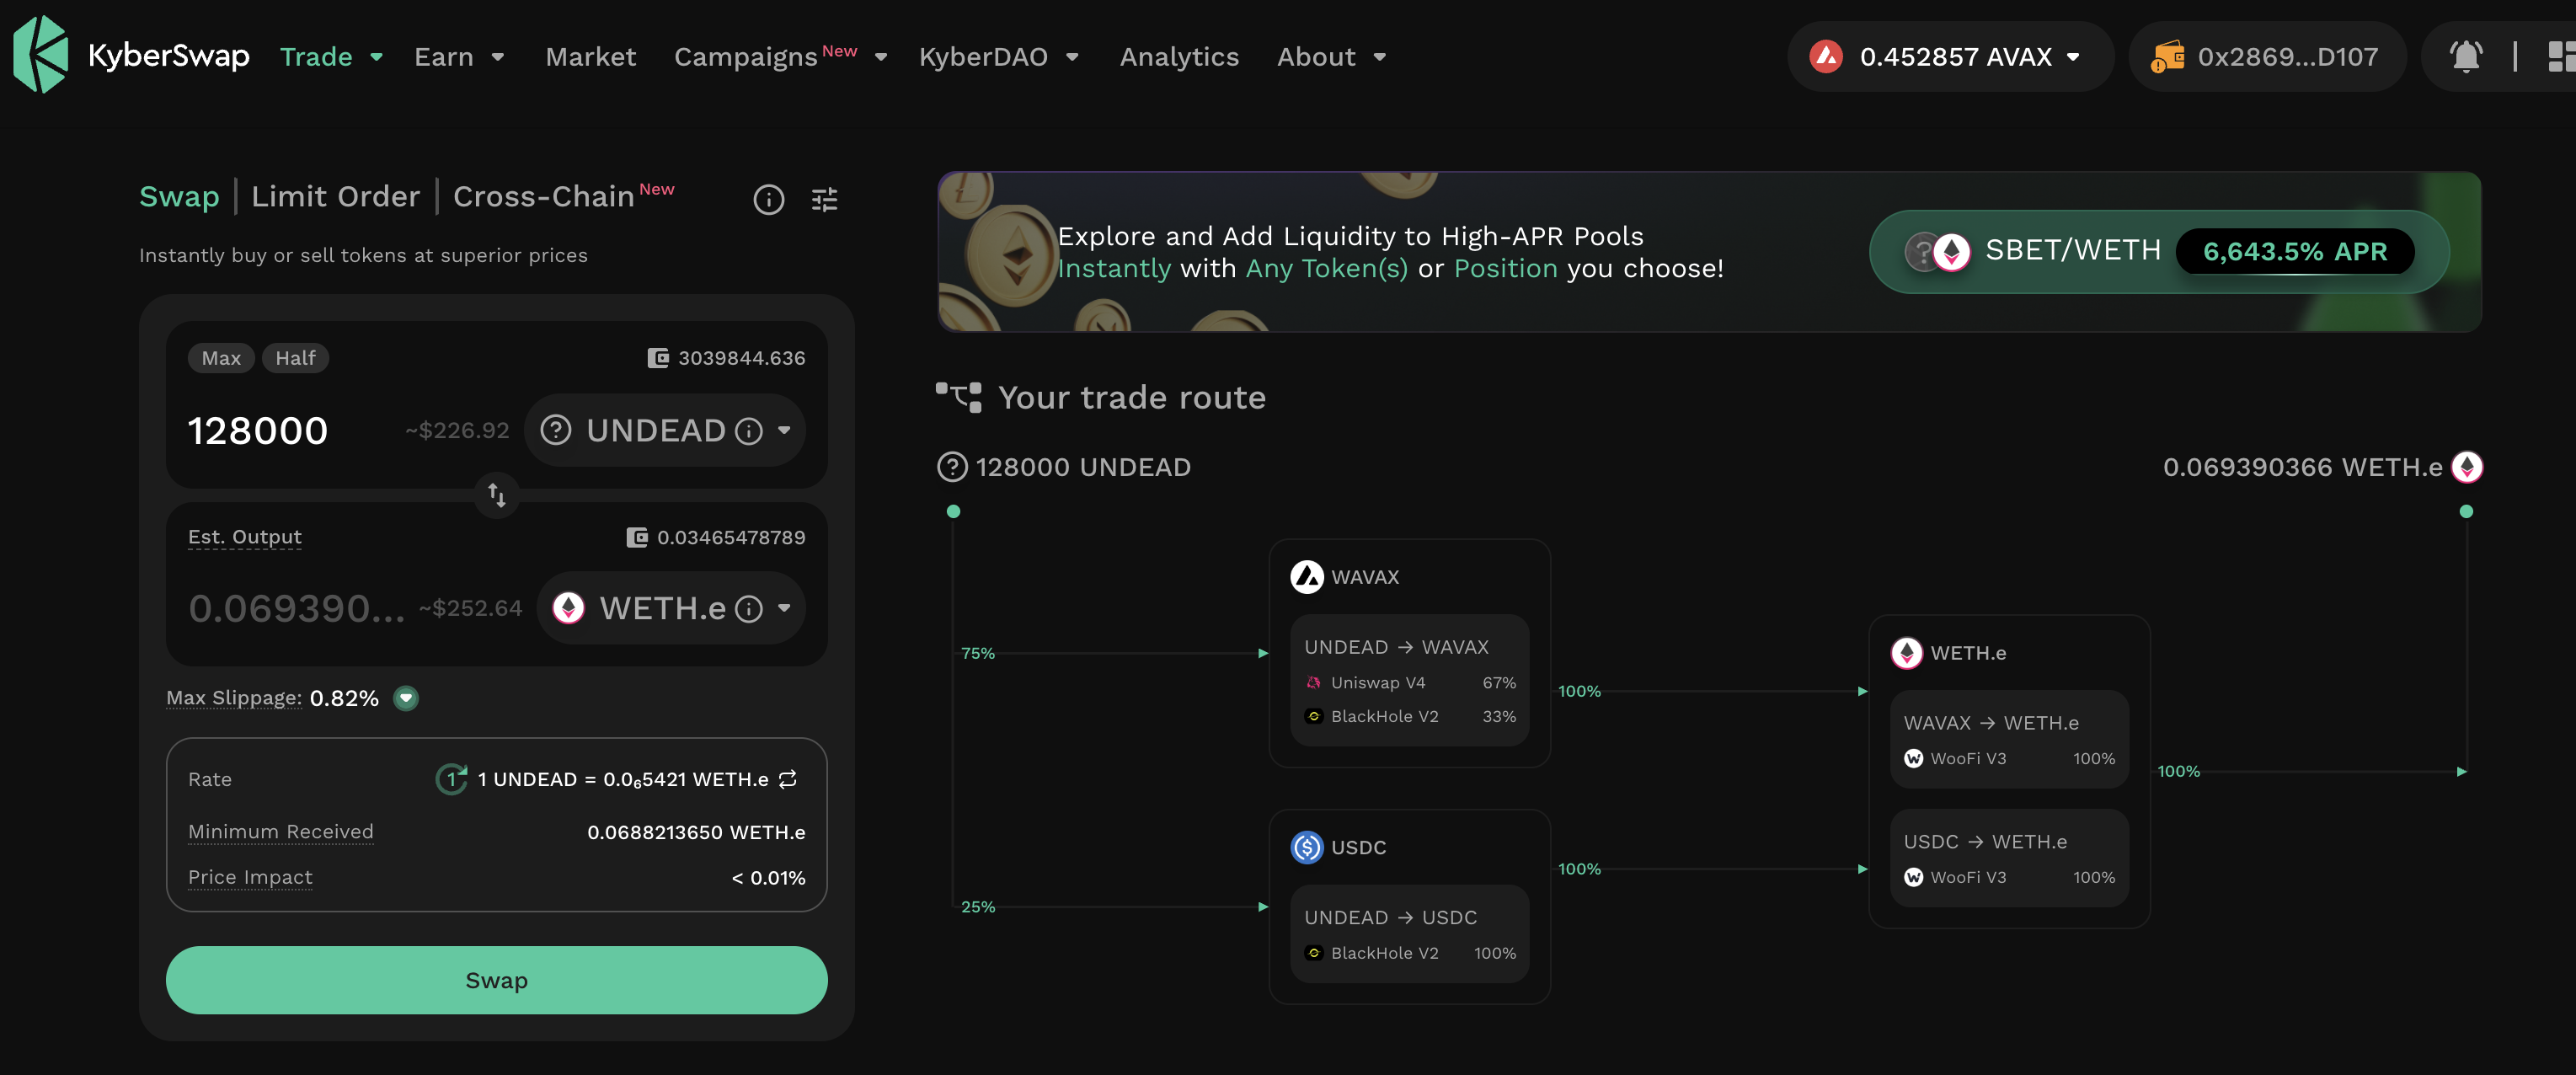 KyberSwap Trade Earn Market Campaigns New KyberDAO Analytics About 0.452857 AVAX 0x2869...D107
Swap | Limit Order | Cross-Chain New
Instantly buy or sell tokens at superior prices
Max Half 3039844.636
128000 ~$226.92 UNDEAD
Est. Output 0.03465478789
0.069390... ~$252.64 WETH.e
Max Slippage: 0.82%
Rate 1 1 UNDEAD = 0.0₆5421 WETH.e
Minimum Received 0.0688213650 WETH.e
Price Impact < 0.01%
Swap
Explore and Add Liquidity to High-APR Pools
Instantly with Any Token(s) or Position you choose!
SBET/WETH 6,643.5% APR
Your trade route
128000 UNDEAD 0.069390366 WETH.e
75%
WAVAX
UNDEAD → WAVAX
Uniswap V4 67%
BlackHole V2 33%
100%
25%
USDC
UNDEAD → USDC
BlackHole V2 100%
100%
WETH.e
WAVAX → WETH.e
WooFi V3 100%
USDC → WETH.e
WooFi V3 100%
100%